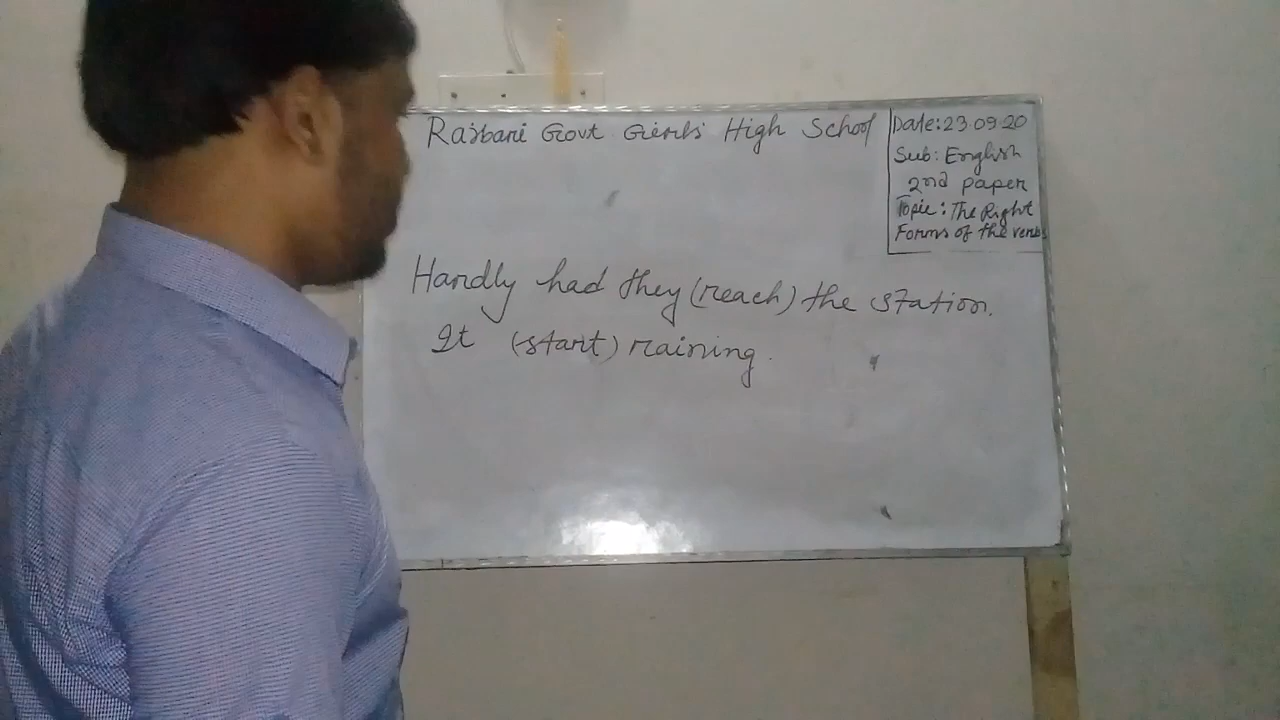 Rajbari Govt Girls' High School
Date: 23.09.20
Sub: English
2nd paper
Topic: The Right
Forms of the verbs
Hardly had they (reach) the station.
It (start) raining.